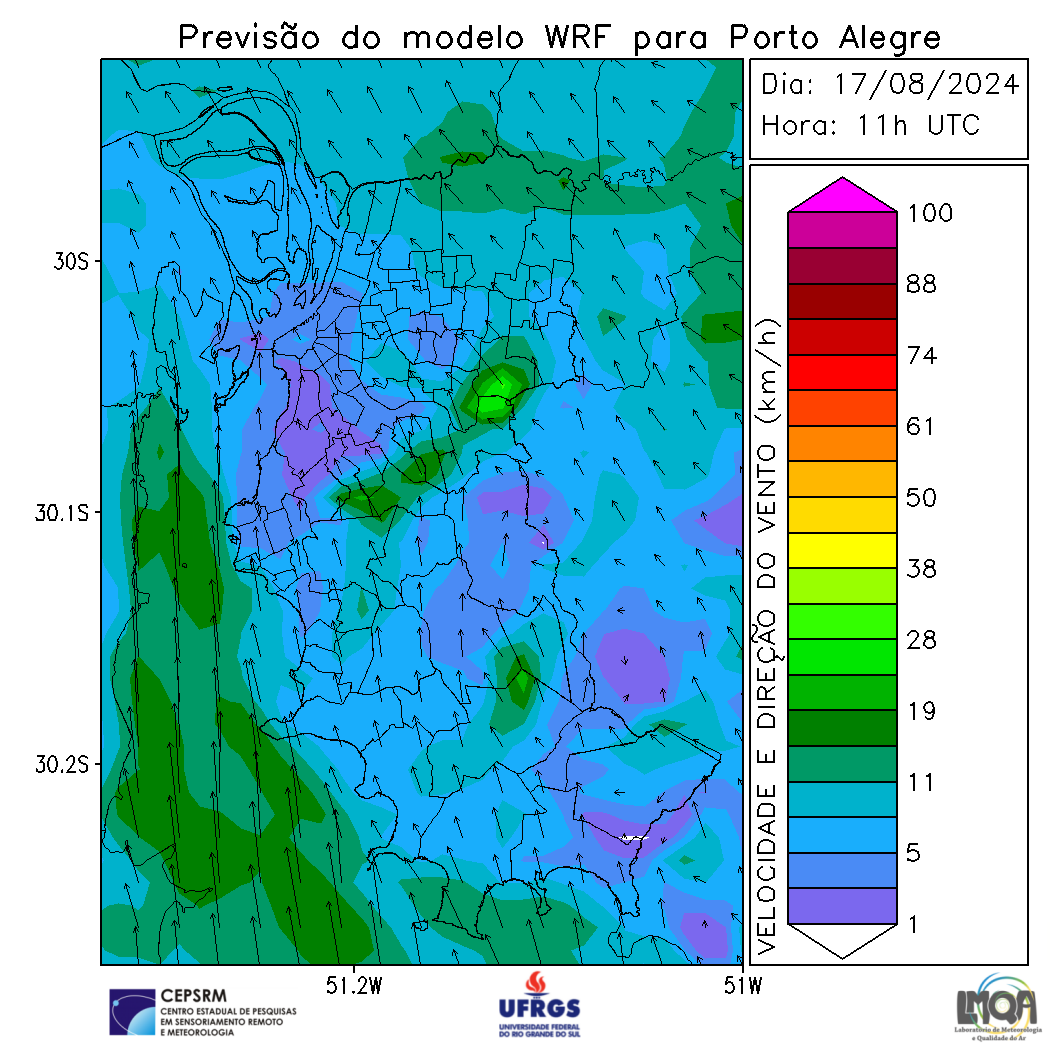 Previsão do modelo WRF para Porto Alegre
Dia: 17/08/2024
Hora: 11h UTC
30S
30.1S
30.2S
51.2W
51W
VELOCIDADE E DIREÇÃO DO VENTO (km/h)
100
88
74
61
50
38
28
19
11
5
1
CEPSRM
CENTRO ESTADUAL DE PESQUISAS
EM SENSORIAMENTO REMOTO
E METEOROLOGIA
UFRGS
UNIVERSIDADE FEDERAL
DO RIO GRANDE DO SUL
LMQA
Laboratório de Meteorologia
e Qualidade do Ar